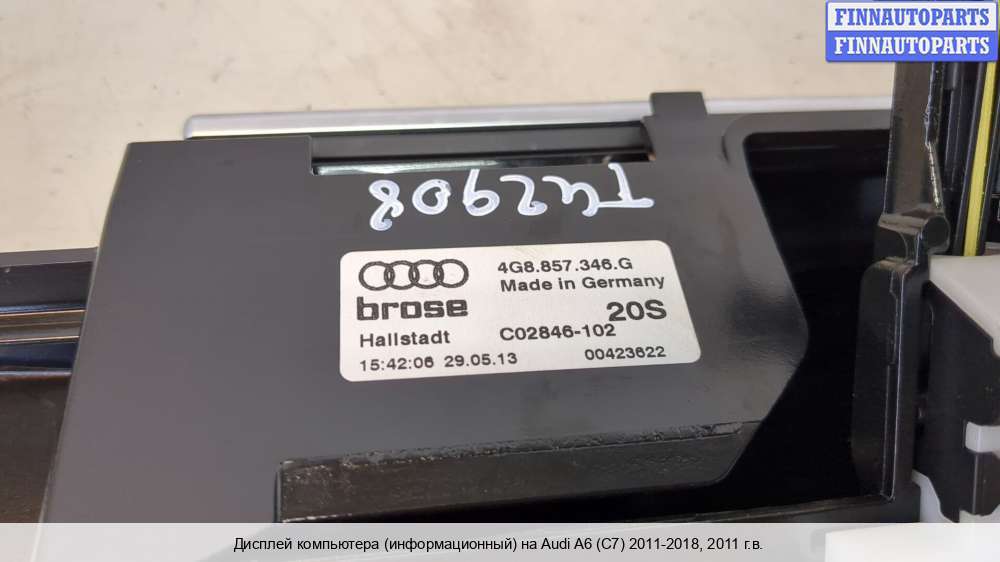 FINNAUTOPARTS
FINNAUTOPARTS
TU2908
4G8.857.346.G
Made in Germany
brose
20S
Hallstadt
C02846-102
15:42:06 29.05.13
00423622
Дисплей компьютера (информационный) на Audi A6 (C7) 2011-2018, 2011 г.в.